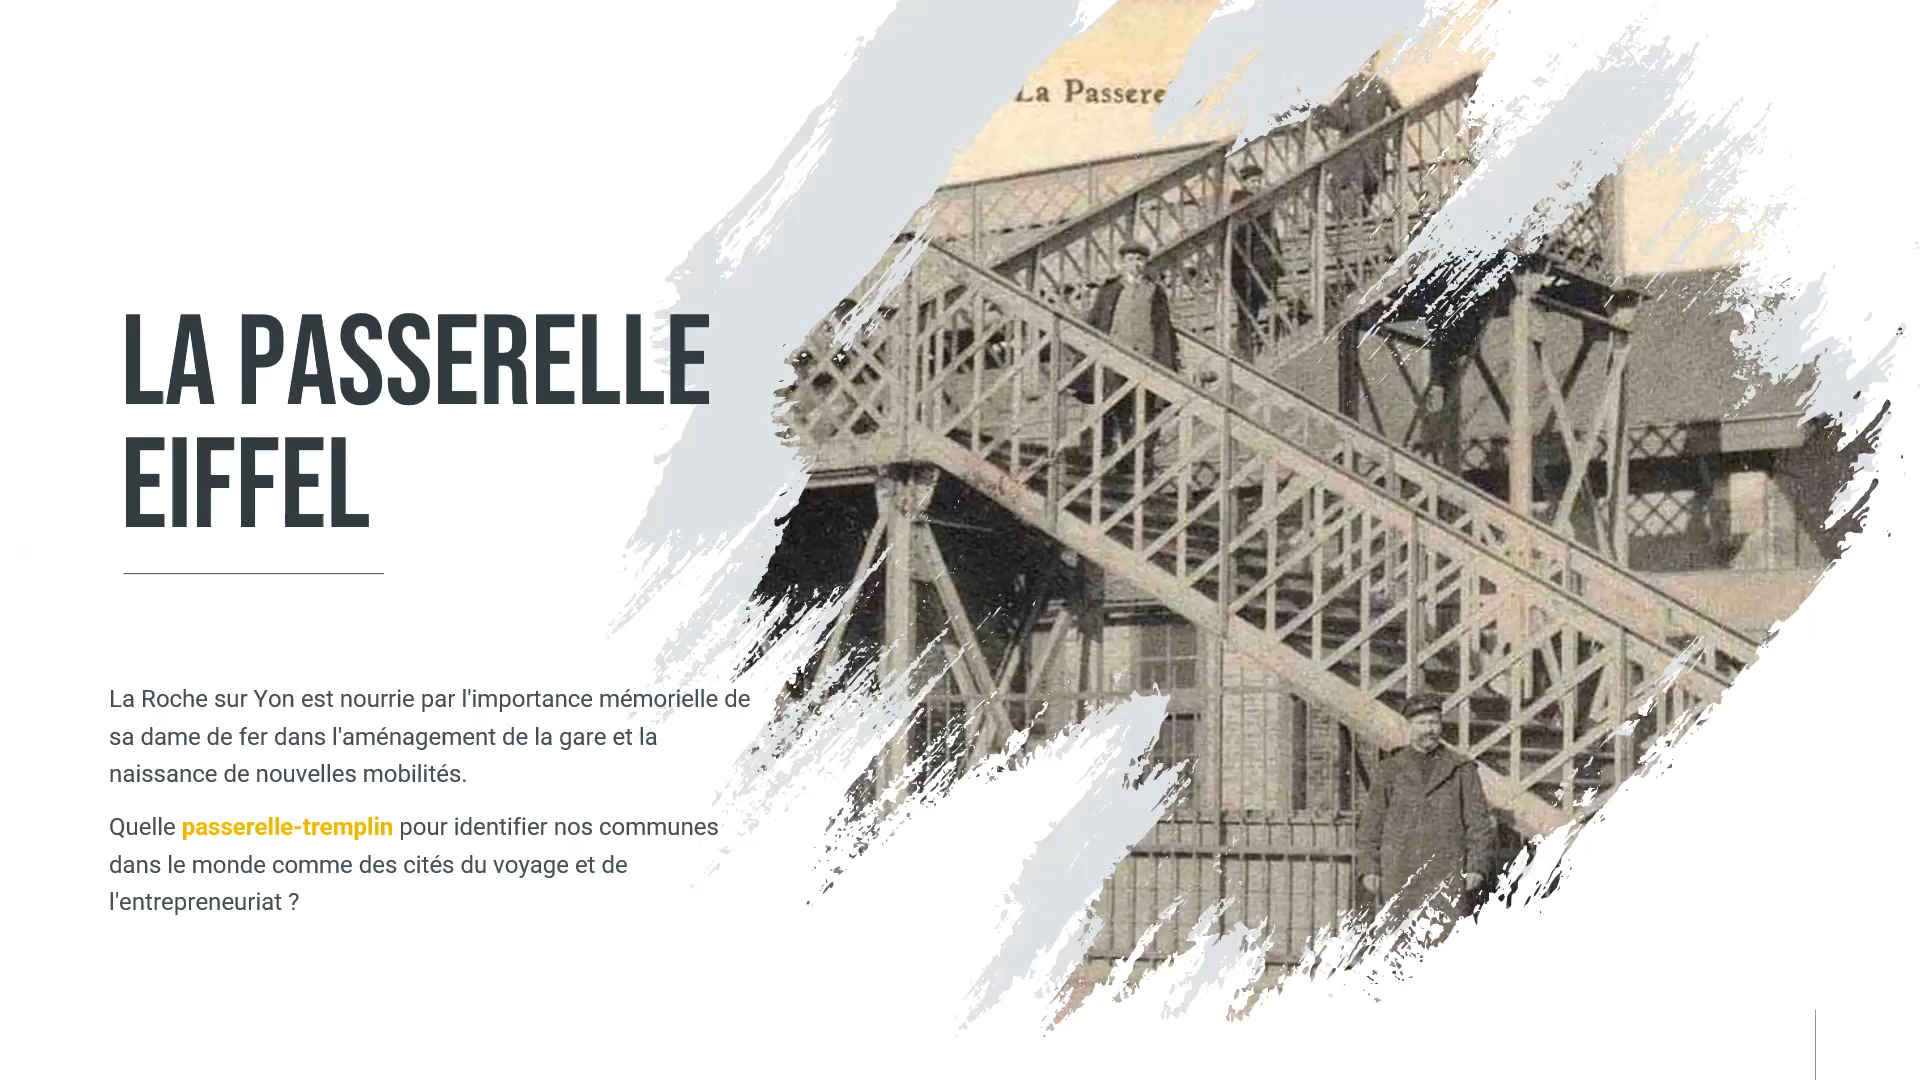 La Passere
LA PASSERELLE
EIFFEL
La Roche sur Yon est nourrie par l'importance mémorielle de
sa dame de fer dans l'aménagement de la gare et la
naissance de nouvelles mobilités.
Quelle passerelle-tremplin pour identifier nos communes
dans le monde comme des cités du voyage et de
l'entrepreneuriat ?